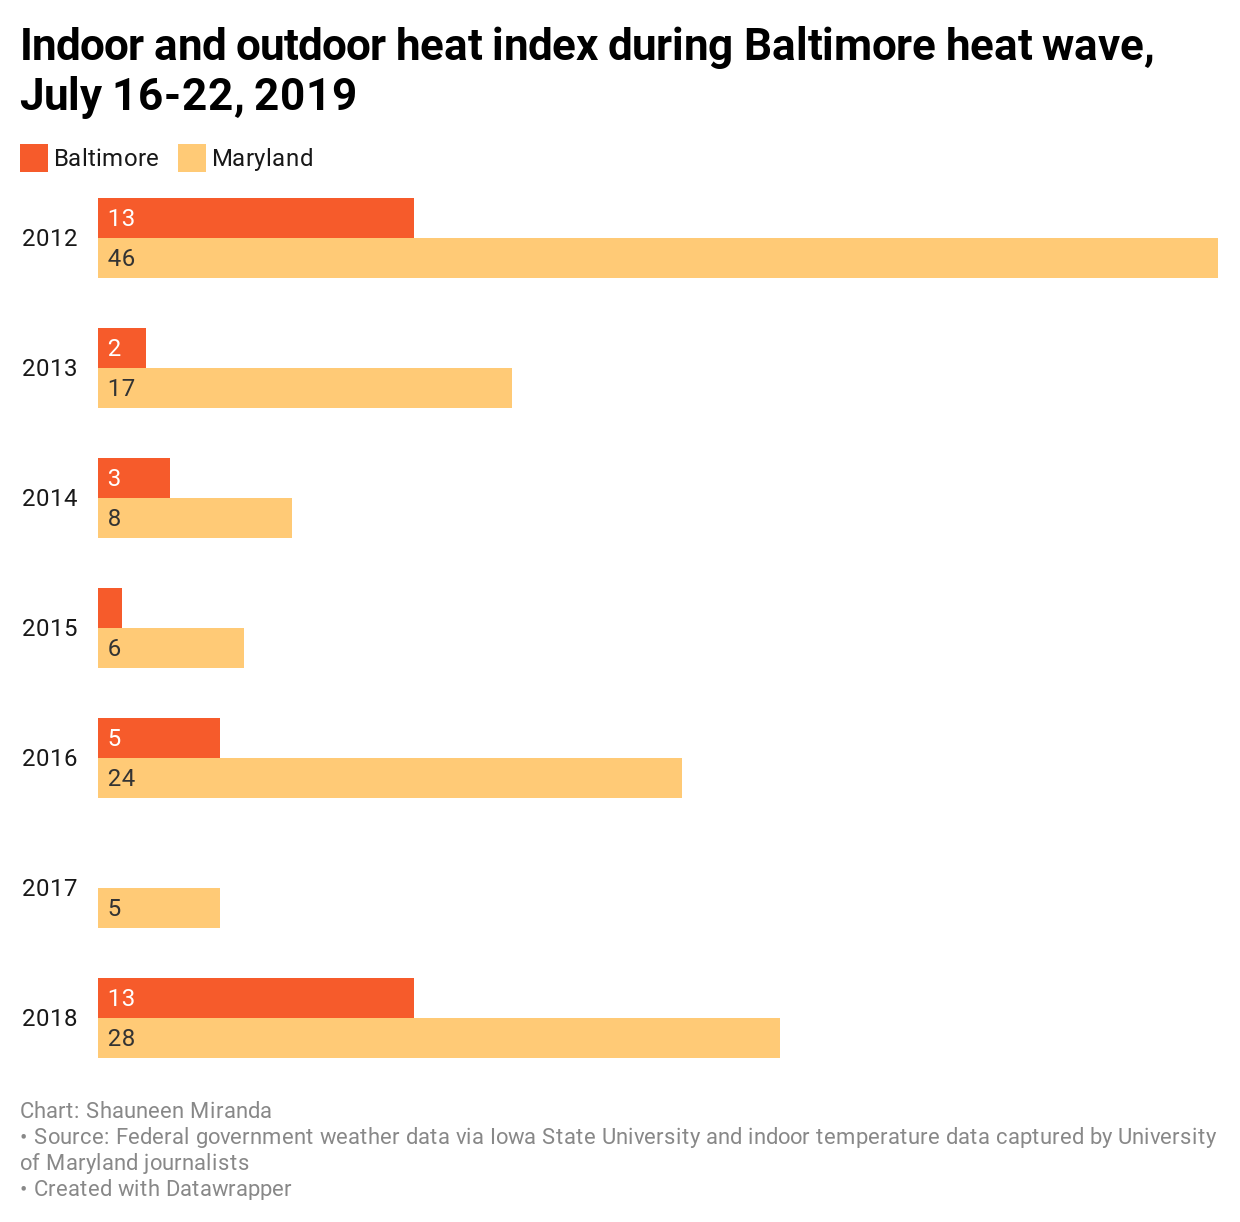 Indoor and outdoor heat index during Baltimore heat wave,
July 16-22, 2019
Baltimore Maryland
2012
13
46
2013
2
17
2014
3
8
2015
6
2016
5
24
2017
5
2018
13
28
Chart: Shauneen Miranda
• Source: Federal government weather data via Iowa State University and indoor temperature data captured by University
of Maryland journalists
• Created with Datawrapper